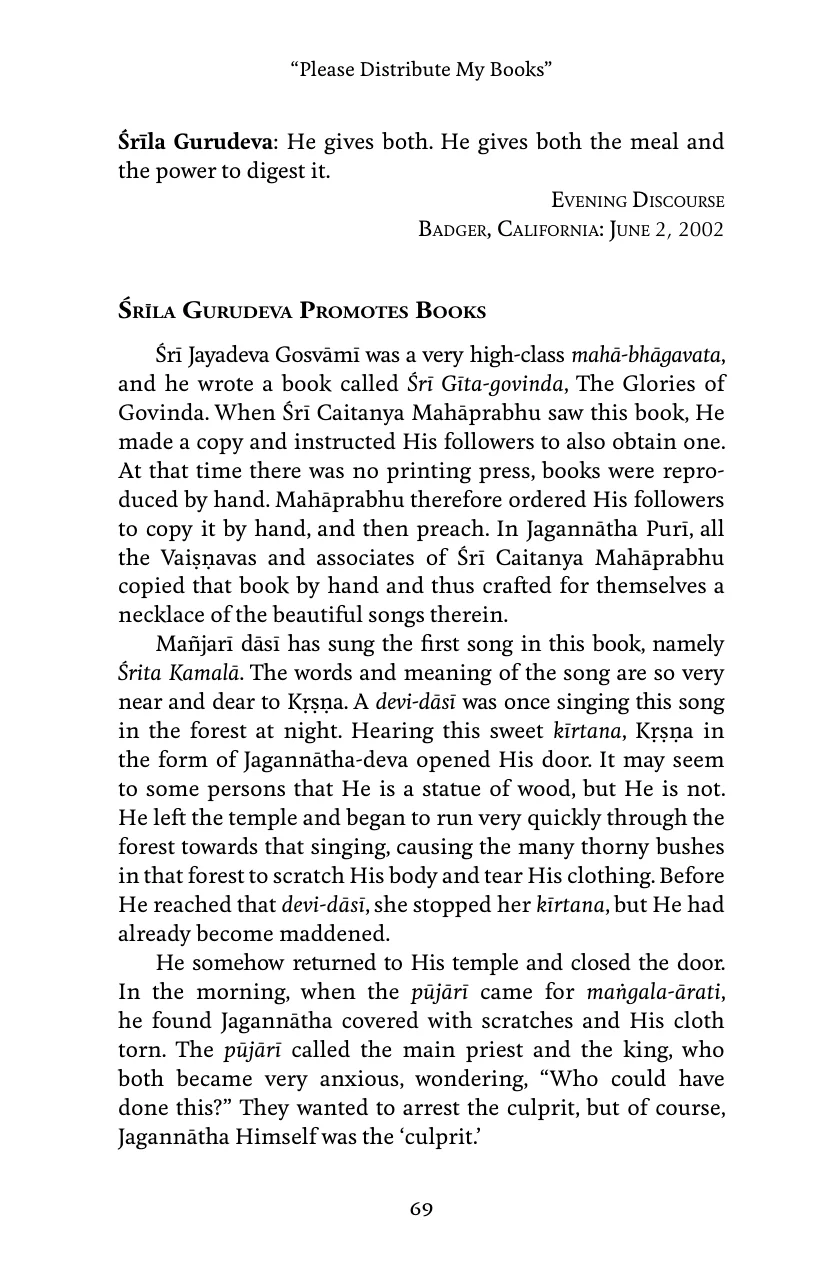 “Please Distribute My Books”
Śrīla Gurudeva: He gives both. He gives both the meal and
the power to digest it.
Evening Discourse
Badger, California: June 2, 2002
Śrīla Gurudeva Promotes Books
Śrī Jayadeva Gosvāmī was a very high-class mahā-bhāgavata,
and he wrote a book called Śrī Gīta-govinda, The Glories of
Govinda. When Śrī Caitanya Mahāprabhu saw this book, He
made a copy and instructed His followers to also obtain one.
At that time there was no printing press, books were repro-
duced by hand. Mahāprabhu therefore ordered His followers
to copy it by hand, and then preach. In Jagannātha Purī, all
the Vaiṣṇavas and associates of Śrī Caitanya Mahāprabhu
copied that book by hand and thus crafted for themselves a
necklace of the beautiful songs therein.
Mañjarī dāsī has sung the first song in this book, namely
Śrita Kamalā. The words and meaning of the song are so very
near and dear to Kṛṣṇa. A devi-dāsī was once singing this song
in the forest at night. Hearing this sweet kīrtana, Kṛṣṇa in
the form of Jagannātha-deva opened His door. It may seem
to some persons that He is a statue of wood, but He is not.
He left the temple and began to run very quickly through the
forest towards that singing, causing the many thorny bushes
in that forest to scratch His body and tear His clothing. Before
He reached that devi-dāsī, she stopped her kīrtana, but He had
already become maddened.
He somehow returned to His temple and closed the door.
In the morning, when the pūjārī came for maṅgala-ārati,
he found Jagannātha covered with scratches and His cloth
torn. The pūjārī called the main priest and the king, who
both became very anxious, wondering, “Who could have
done this?” They wanted to arrest the culprit, but of course,
Jagannātha Himself was the ‘culprit.’
69